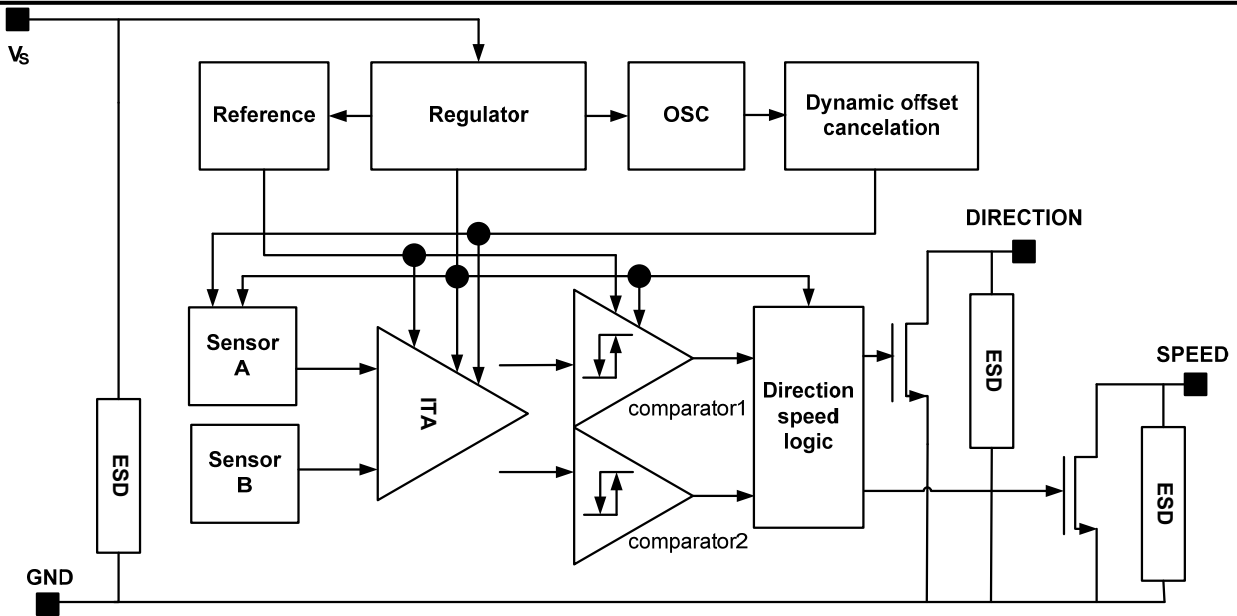 VS
Reference
Regulator
OSC
Dynamic offset
cancelation
DIRECTION
Sensor
A
ITA
comparator1
Direction
speed
logic
ESD
SPEED
ESD
Sensor
B
comparator2
ESD
GND